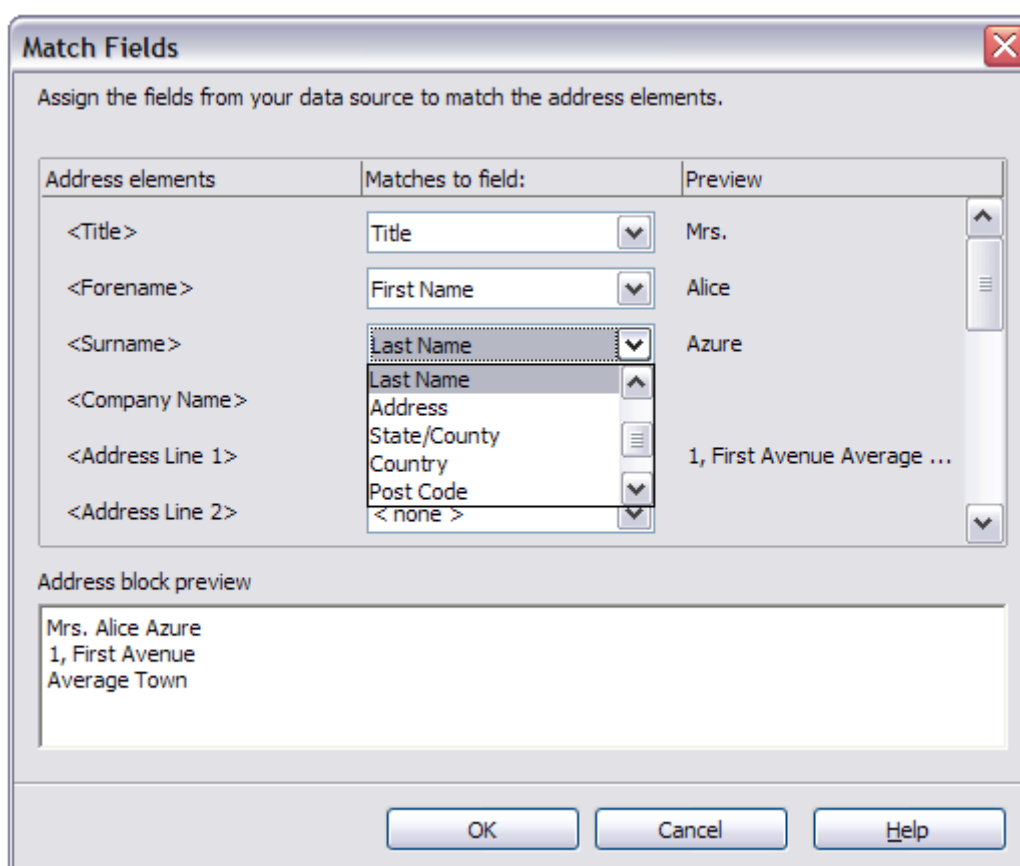 Match Fields
Assign the fields from your data source to match the address elements.
Address elements Matches to field: Preview
<Title> Title Mrs.
<Forename> First Name Alice
<Surname> Last Name Azure
Last Name
<Company Name>
Address
State/County
<Address Line 1> 1, First Avenue Average ...
Country
Post Code
<Address Line 2> < none >
Address block preview
Mrs. Alice Azure
1, First Avenue
Average Town
OK Cancel Help